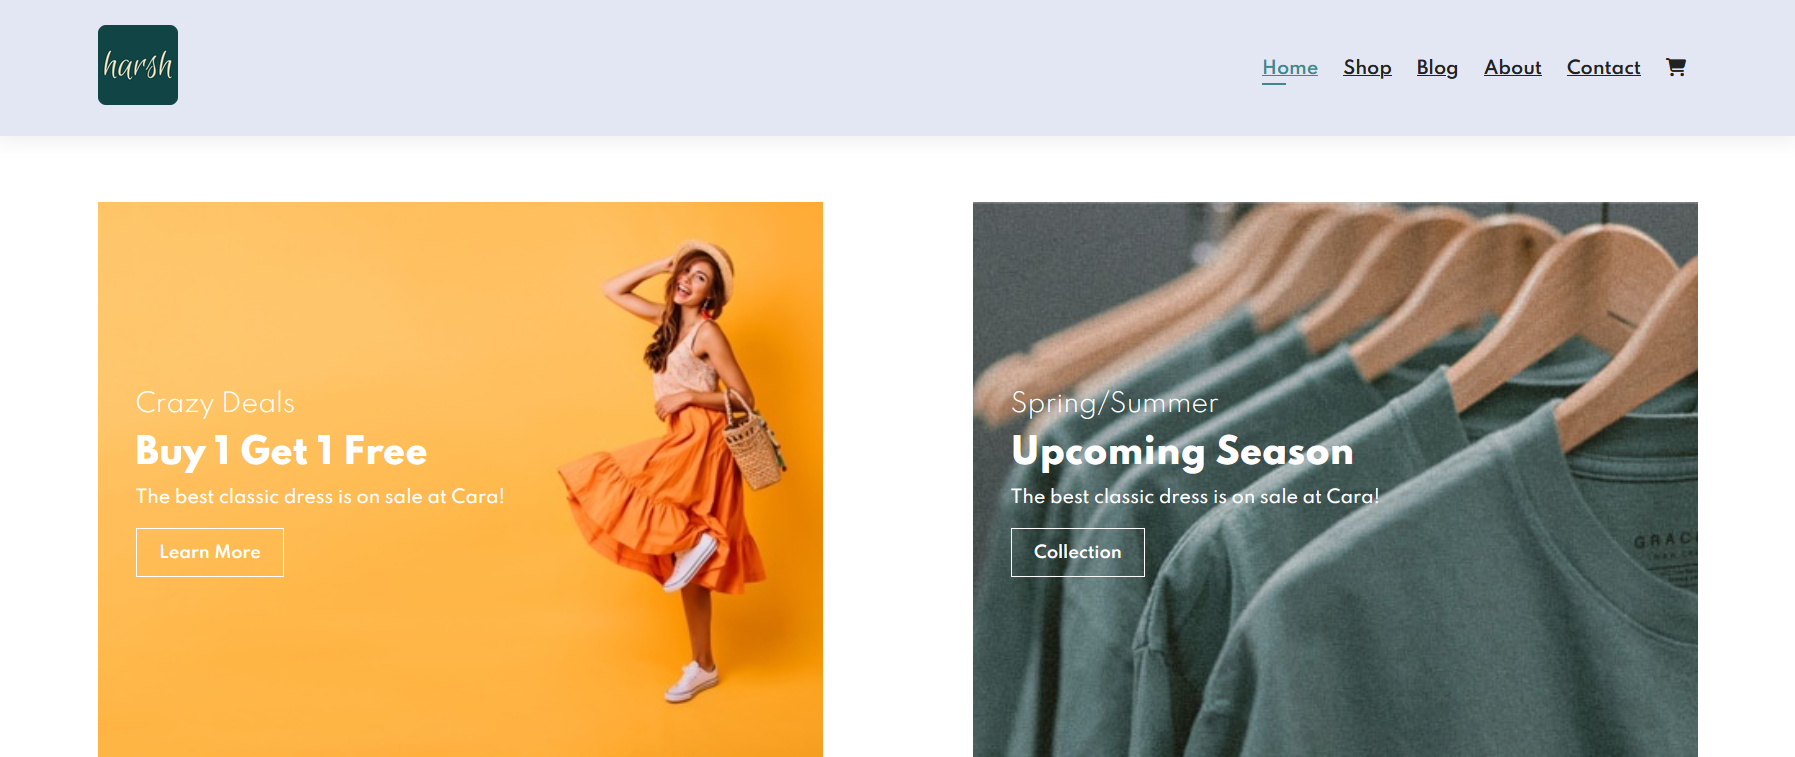 harsh
Home Shop Blog About Contact
Crazy Deals
Buy 1 Get 1 Free
The best classic dress is on sale at Cara!
Learn More
Spring/Summer
Upcoming Season
The best classic dress is on sale at Cara!
Collection